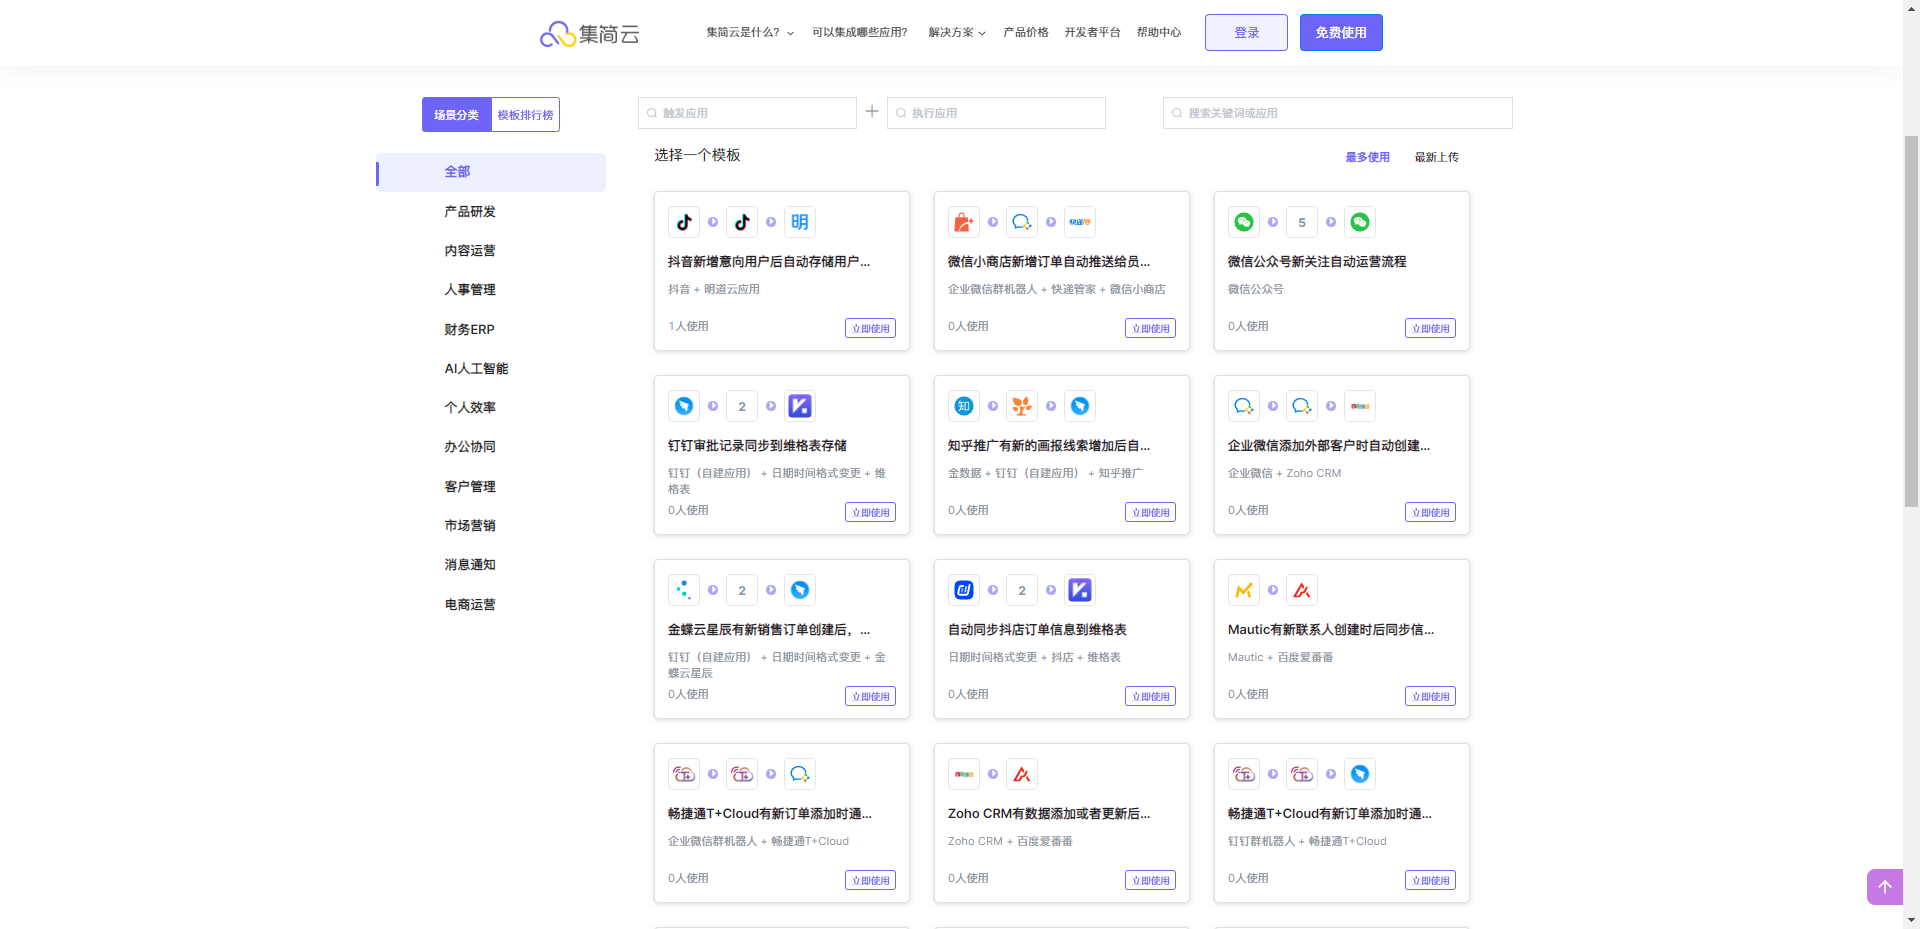 集简云
集简云是什么?
可以集成哪些应用?
解决方案
产品价格
开发者平台
帮助中心
登录
免费使用
场景分类
模板排行榜
触发应用
+
执行应用
搜索关键词或应用
选择一个模板
最多使用
最新上传
全部
产品研发
内容运营
人事管理
财务ERP
AI人工智能
个人效率
办公协同
客户管理
市场营销
消息通知
电商运营
明
抖音新增意向用户后自动存储用户...
抖音 + 明道云应用
1人使用
立即使用
快递
微信小商店新增订单自动推送给员...
企业微信群机器人 + 快递管家 + 微信小商店
0人使用
立即使用
5
微信公众号新关注自动运营流程
微信公众号
0人使用
立即使用
2
钉钉审批记录同步到维格表存储
钉钉（自建应用） + 日期时间格式变更 + 维
格表
0人使用
立即使用
知
知乎推广有新的画报线索增加后自...
金数据 + 钉钉（自建应用） + 知乎推广
0人使用
立即使用
企业微信添加外部客户时自动创建...
企业微信 + Zoho CRM
0人使用
立即使用
2
金蝶云星辰有新销售订单创建后，...
钉钉（自建应用） + 日期时间格式变更 + 金
蝶云星辰
0人使用
立即使用
2
自动同步抖店订单信息到维格表
日期时间格式变更 + 抖店 + 维格表
0人使用
立即使用
Mautic有新联系人创建时后同步信...
Mautic + 百度爱番番
0人使用
立即使用
畅捷通T+Cloud有新订单添加时通...
企业微信群机器人 + 畅捷通T+Cloud
0人使用
立即使用
Zoho CRM有数据添加或者更新后...
Zoho CRM + 百度爱番番
0人使用
立即使用
畅捷通T+Cloud有新订单添加时通...
钉钉群机器人 + 畅捷通T+Cloud
0人使用
立即使用